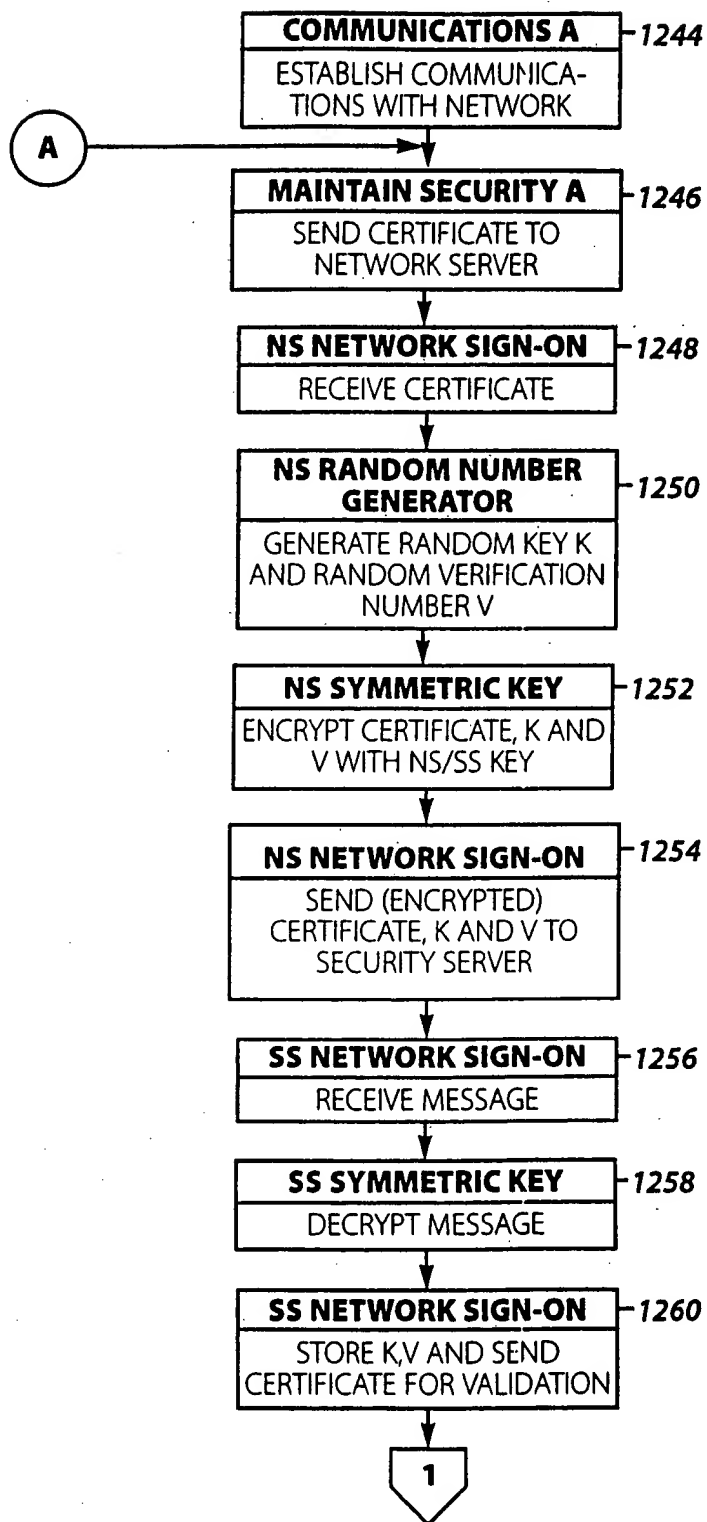 COMMUNICATIONS A
1244
ESTABLISH COMMUNICA-
TIONS WITH NETWORK
A
MAINTAIN SECURITY A
1246
SEND CERTIFICATE TO
NETWORK SERVER
NS NETWORK SIGN-ON
1248
RECEIVE CERTIFICATE
NS RANDOM NUMBER
GENERATOR
1250
GENERATE RANDOM KEY K
AND RANDOM VERIFICATION
NUMBER V
NS SYMMETRIC KEY
1252
ENCRYPT CERTIFICATE, K AND
V WITH NS/SS KEY
NS NETWORK SIGN-ON
1254
SEND (ENCRYPTED)
CERTIFICATE, K AND V TO
SECURITY SERVER
SS NETWORK SIGN-ON
1256
RECEIVE MESSAGE
SS SYMMETRIC KEY
1258
DECRYPT MESSAGE
SS NETWORK SIGN-ON
1260
STORE K,V AND SEND
CERTIFICATE FOR VALIDATION
1